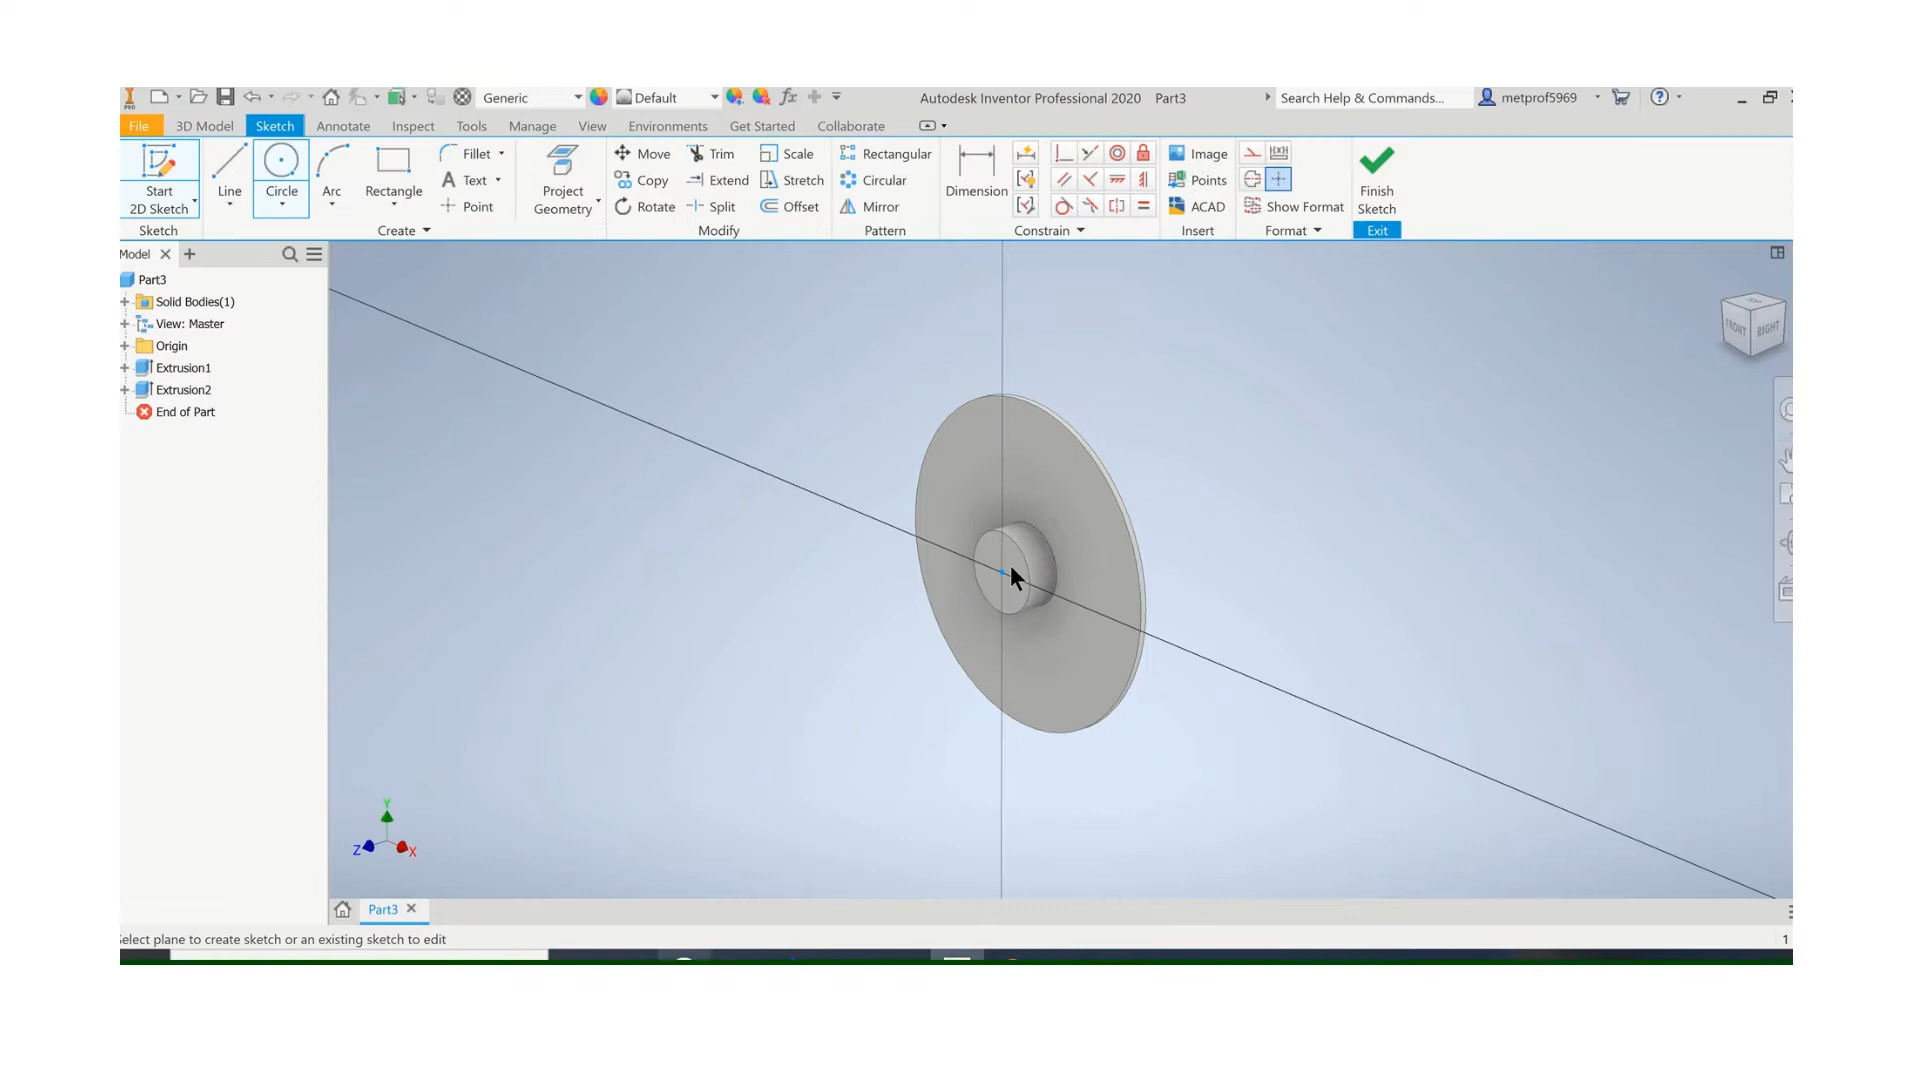 PRO
Generic
Default
fx
Autodesk Inventor Professional 2020 Part3
Search Help & Commands...
metprof5969
File 3D Model Sketch Annotate Inspect Tools Manage View Environments Get Started Collaborate
Start
2D Sketch
Line
Circle
Arc
Rectangle
Fillet
Text
Point
Project
Geometry
Move
Copy
Rotate
Trim
Extend
Split
Scale
Stretch
Offset
Rectangular
Circular
Mirror
Dimension
Image
Points
ACAD
Show Format
Finish
Sketch
Sketch Create Modify Pattern Constrain Insert Format Exit
Model
Part3
Solid Bodies(1)
View: Master
Origin
Extrusion1
Extrusion2
End of Part
TOP
FRONT
RIGHT
Y
Z
X
Part3
Select plane to create sketch or an existing sketch to edit
1